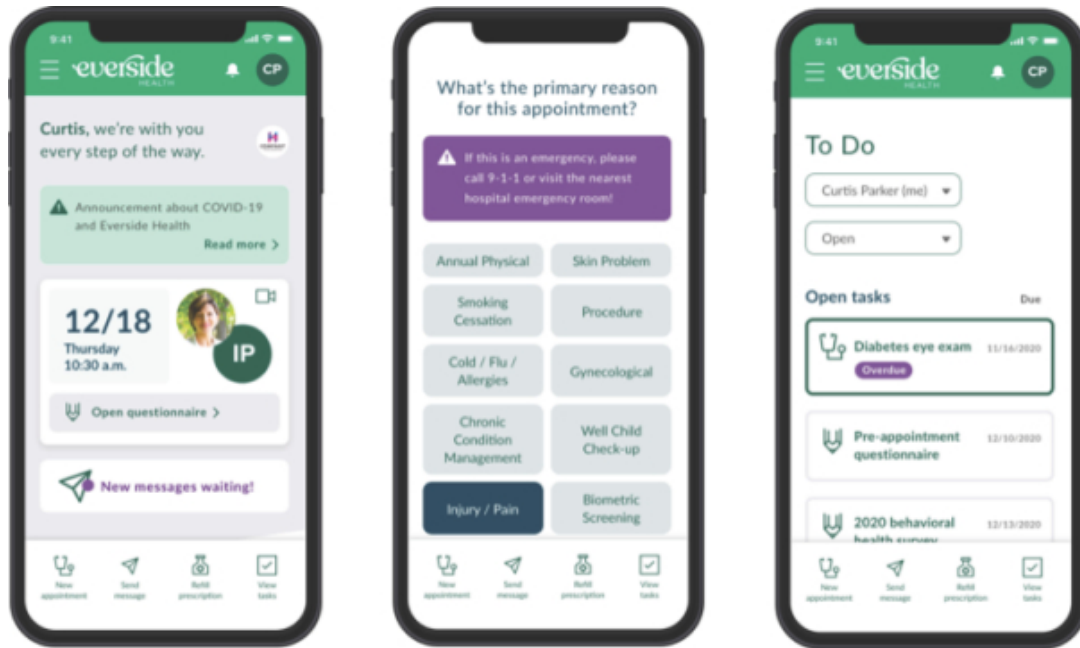 9:41
everside
HEALTH
CP
Curtis, we're with you
every step of the way.
Announcement about COVID-19
and Everside Health
Read more >
12/18
Thursday
10:30 a.m.
IP
Open questionnaire >
New messages waiting!
New
appointment
Send
message
Refill
prescription
View
tasks
What's the primary reason
for this appointment?
If this is an emergency, please
call 9-1-1 or visit the nearest
hospital emergency room!
Annual Physical
Skin Problem
Smoking
Cessation
Procedure
Cold / Flu /
Allergies
Gynecological
Chronic
Condition
Management
Well Child
Check-up
Injury / Pain
Biometric
Screening
New
appointment
Send
message
Refill
prescription
View
tasks
9:41
everside
HEALTH
CP
To Do
Curtis Parker (me)
Open
Open tasks
Due
Diabetes eye exam
11/16/2020
Overdue
Pre-appointment
questionnaire
12/10/2020
2020 behavioral
health survey
12/13/2020
New
appointment
Send
message
Refill
prescription
View
tasks